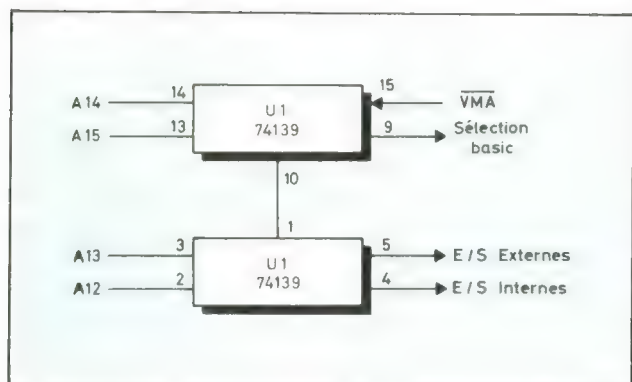 A14
14
15
VMA
U1
74139
A15
13
9
Sélection
basic
10
1
A13
3
5
E/S Externes
U1
74139
A12
2
4
E/S Internes